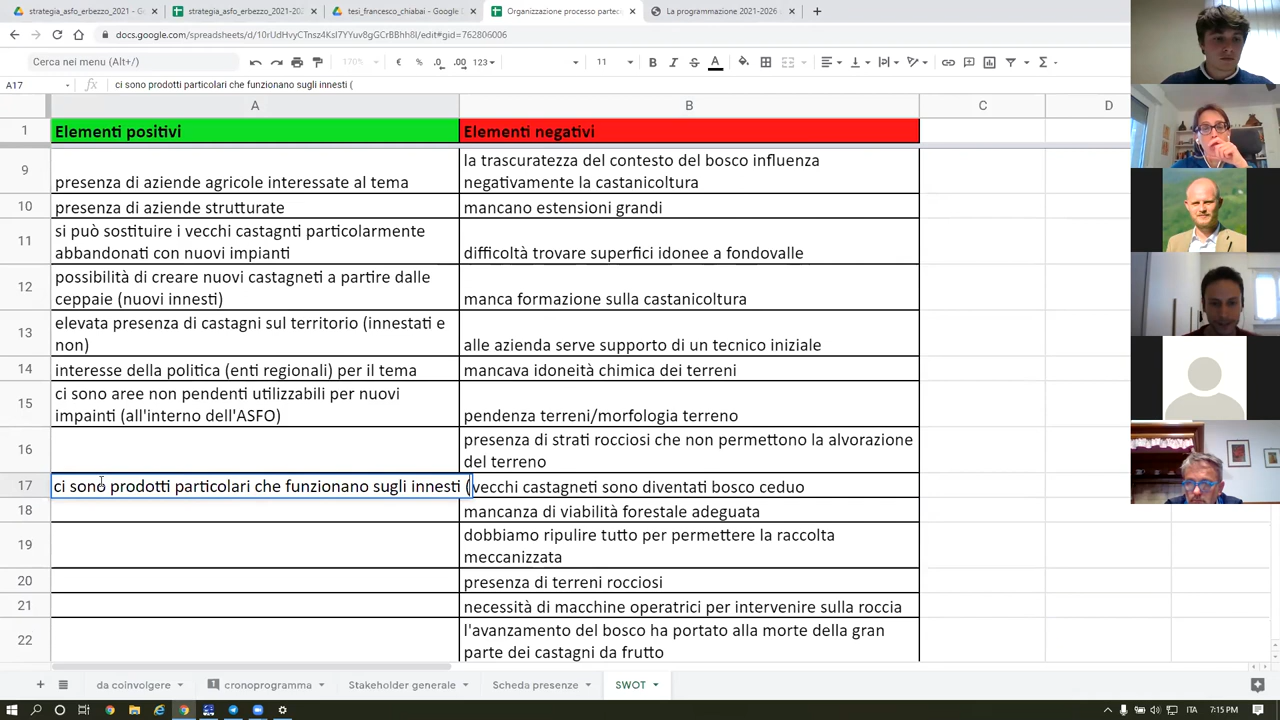 strategia_asfo_erbezzo_2021 - G
strategia_asfo_erbezzo_2021-202
tesi_francesco_chiabai - Google D
Organizzazione processo partec
La programmazione 2021-2026 /
docs.google.com/spreadsheets/d/
/edit#gid=762806006
Cerca nei menu (Alt+/)
170%
€ % .0 .00 123
11
B I S A
A17
fx ci sono prodotti particolari che funzionano sugli innesti (
A B C D
1 Elementi positivi Elementi negativi
9 presenza di aziende agricole interessate al tema la trascuratezza del contesto del bosco influenza
negativamente la castanicoltura
10 presenza di aziende strutturate mancano estensioni grandi
11 si può sostituire i vecchi castagnti particolarmente
abbandonati con nuovi impianti difficoltà trovare superfici idonee a fondovalle
12 possibilità di creare nuovi castagneti a partire dalle
ceppaie (nuovi innesti) manca formazione sulla castanicoltura
13 elevata presenza di castagni sul territorio (innestati e
non) alle azienda serve supporto di un tecnico iniziale
14 interesse della politica (enti regionali) per il tema mancava idoneità chimica dei terreni
15 ci sono aree non pendenti utilizzabili per nuovi
impainti (all'interno dell'ASFO) pendenza terreni/morfologia terreno
16 presenza di strati rocciosi che non permettono la alvorazione
del terreno
17 ci sono prodotti particolari che funzionano sugli innesti ( vecchi castagneti sono diventati bosco ceduo
18 mancanza di viabilità forestale adeguata
19 dobbiamo ripulire tutto per permettere la raccolta
meccanizzata
20 presenza di terreni rocciosi
21 necessità di macchine operatrici per intervenire sulla roccia
22 l'avanzamento del bosco ha portato alla morte della gran
parte dei castagni da frutto
da coinvolgere 1 cronoprogramma Stakeholder generale Scheda presenze SWOT
ITA 7:15 PM